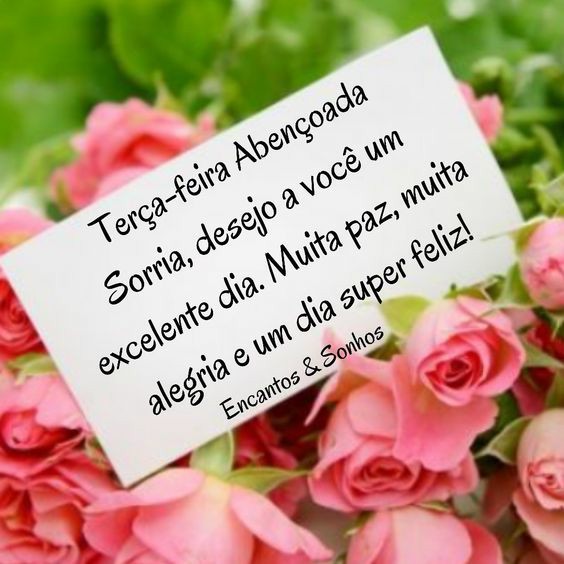 Terça-feira Abençoada
Sorria, desejo a você um
excelente dia. Muita paz, muita
alegria e um dia super feliz!
Encantos & Sonhos